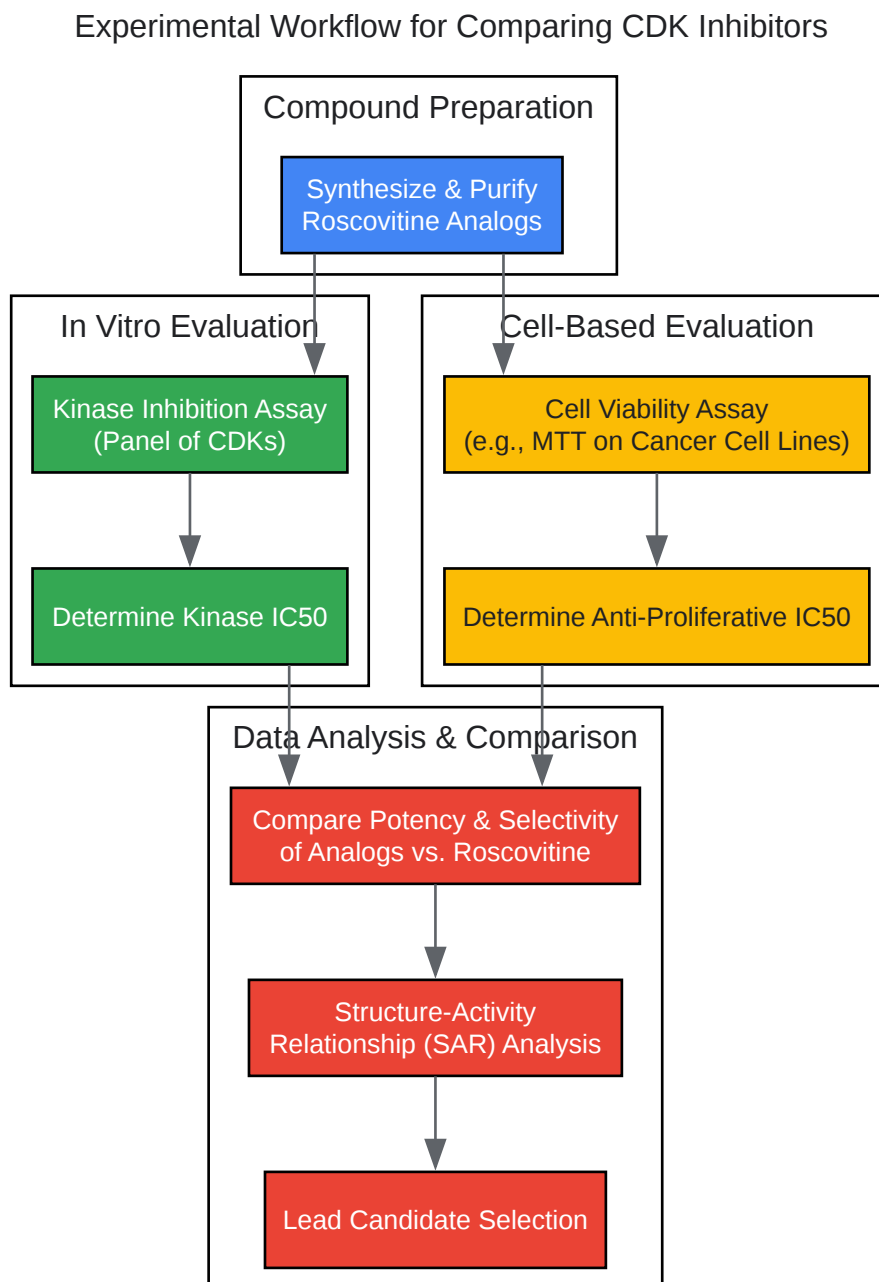 Experimental Workflow for Comparing CDK Inhibitors
Compound Preparation
Synthesize & Purify
Roscovitine Analogs
In Vitro Evaluation
Kinase Inhibition Assay
(Panel of CDKs)
Determine Kinase IC50
Cell-Based Evaluation
Cell Viability Assay
(e.g., MTT on Cancer Cell Lines)
Determine Anti-Proliferative IC50
Data Analysis & Comparison
Compare Potency & Selectivity
of Analogs vs. Roscovitine
Structure-Activity
Relationship (SAR) Analysis
Lead Candidate Selection